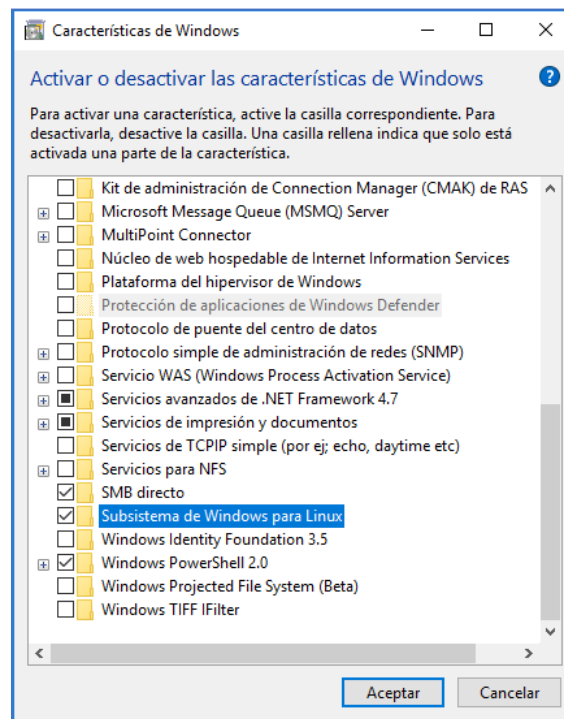 Características de Windows
Activar o desactivar las características de Windows
Para activar una característica, active la casilla correspondiente. Para
desactivarla, desactive la casilla. Una casilla rellena indica que solo está
activada una parte de la característica.
Kit de administración de Connection Manager (CMAK) de RAS
Microsoft Message Queue (MSMQ) Server
MultiPoint Connector
Núcleo de web hospedable de Internet Information Services
Plataforma del hipervisor de Windows
Protección de aplicaciones de Windows Defender
Protocolo de puente del centro de datos
Protocolo simple de administración de redes (SNMP)
Servicio WAS (Windows Process Activation Service)
Servicios avanzados de .NET Framework 4.7
Servicios de impresión y documentos
Servicios de TCPIP simple (por ej; echo, daytime etc)
Servicios para NFS
SMB directo
Subsistema de Windows para Linux
Windows Identity Foundation 3.5
Windows PowerShell 2.0
Windows Projected File System (Beta)
Windows TIFF IFilter
Aceptar
Cancelar